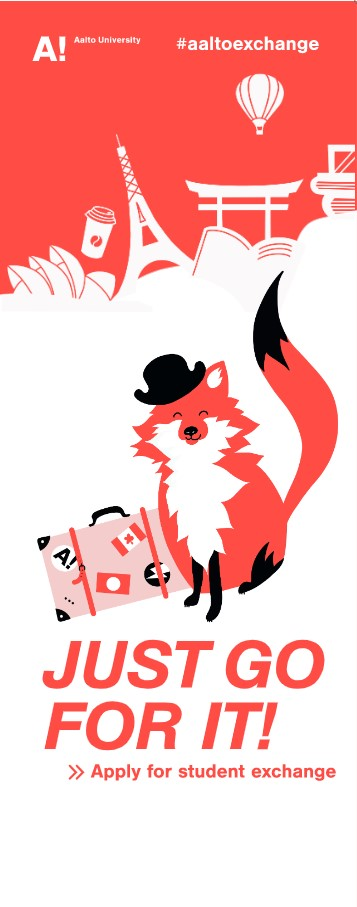 A! Aalto University #aaltoexchange
A!
JUST GO
FOR IT!
Apply for student exchange